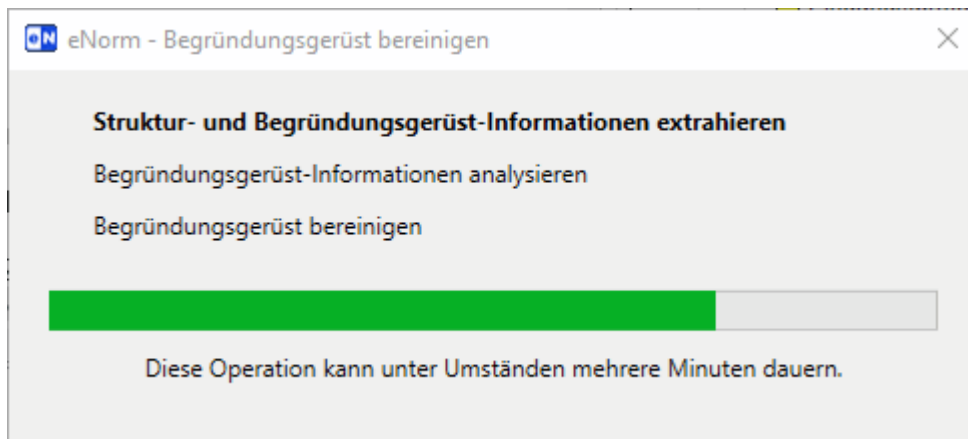 eN eNorm - Begründungsgerüst bereinigen
Struktur- und Begründungsgerüst-Informationen extrahieren
Begründungsgerüst-Informationen analysieren
Begründungsgerüst bereinigen
Diese Operation kann unter Umständen mehrere Minuten dauern.